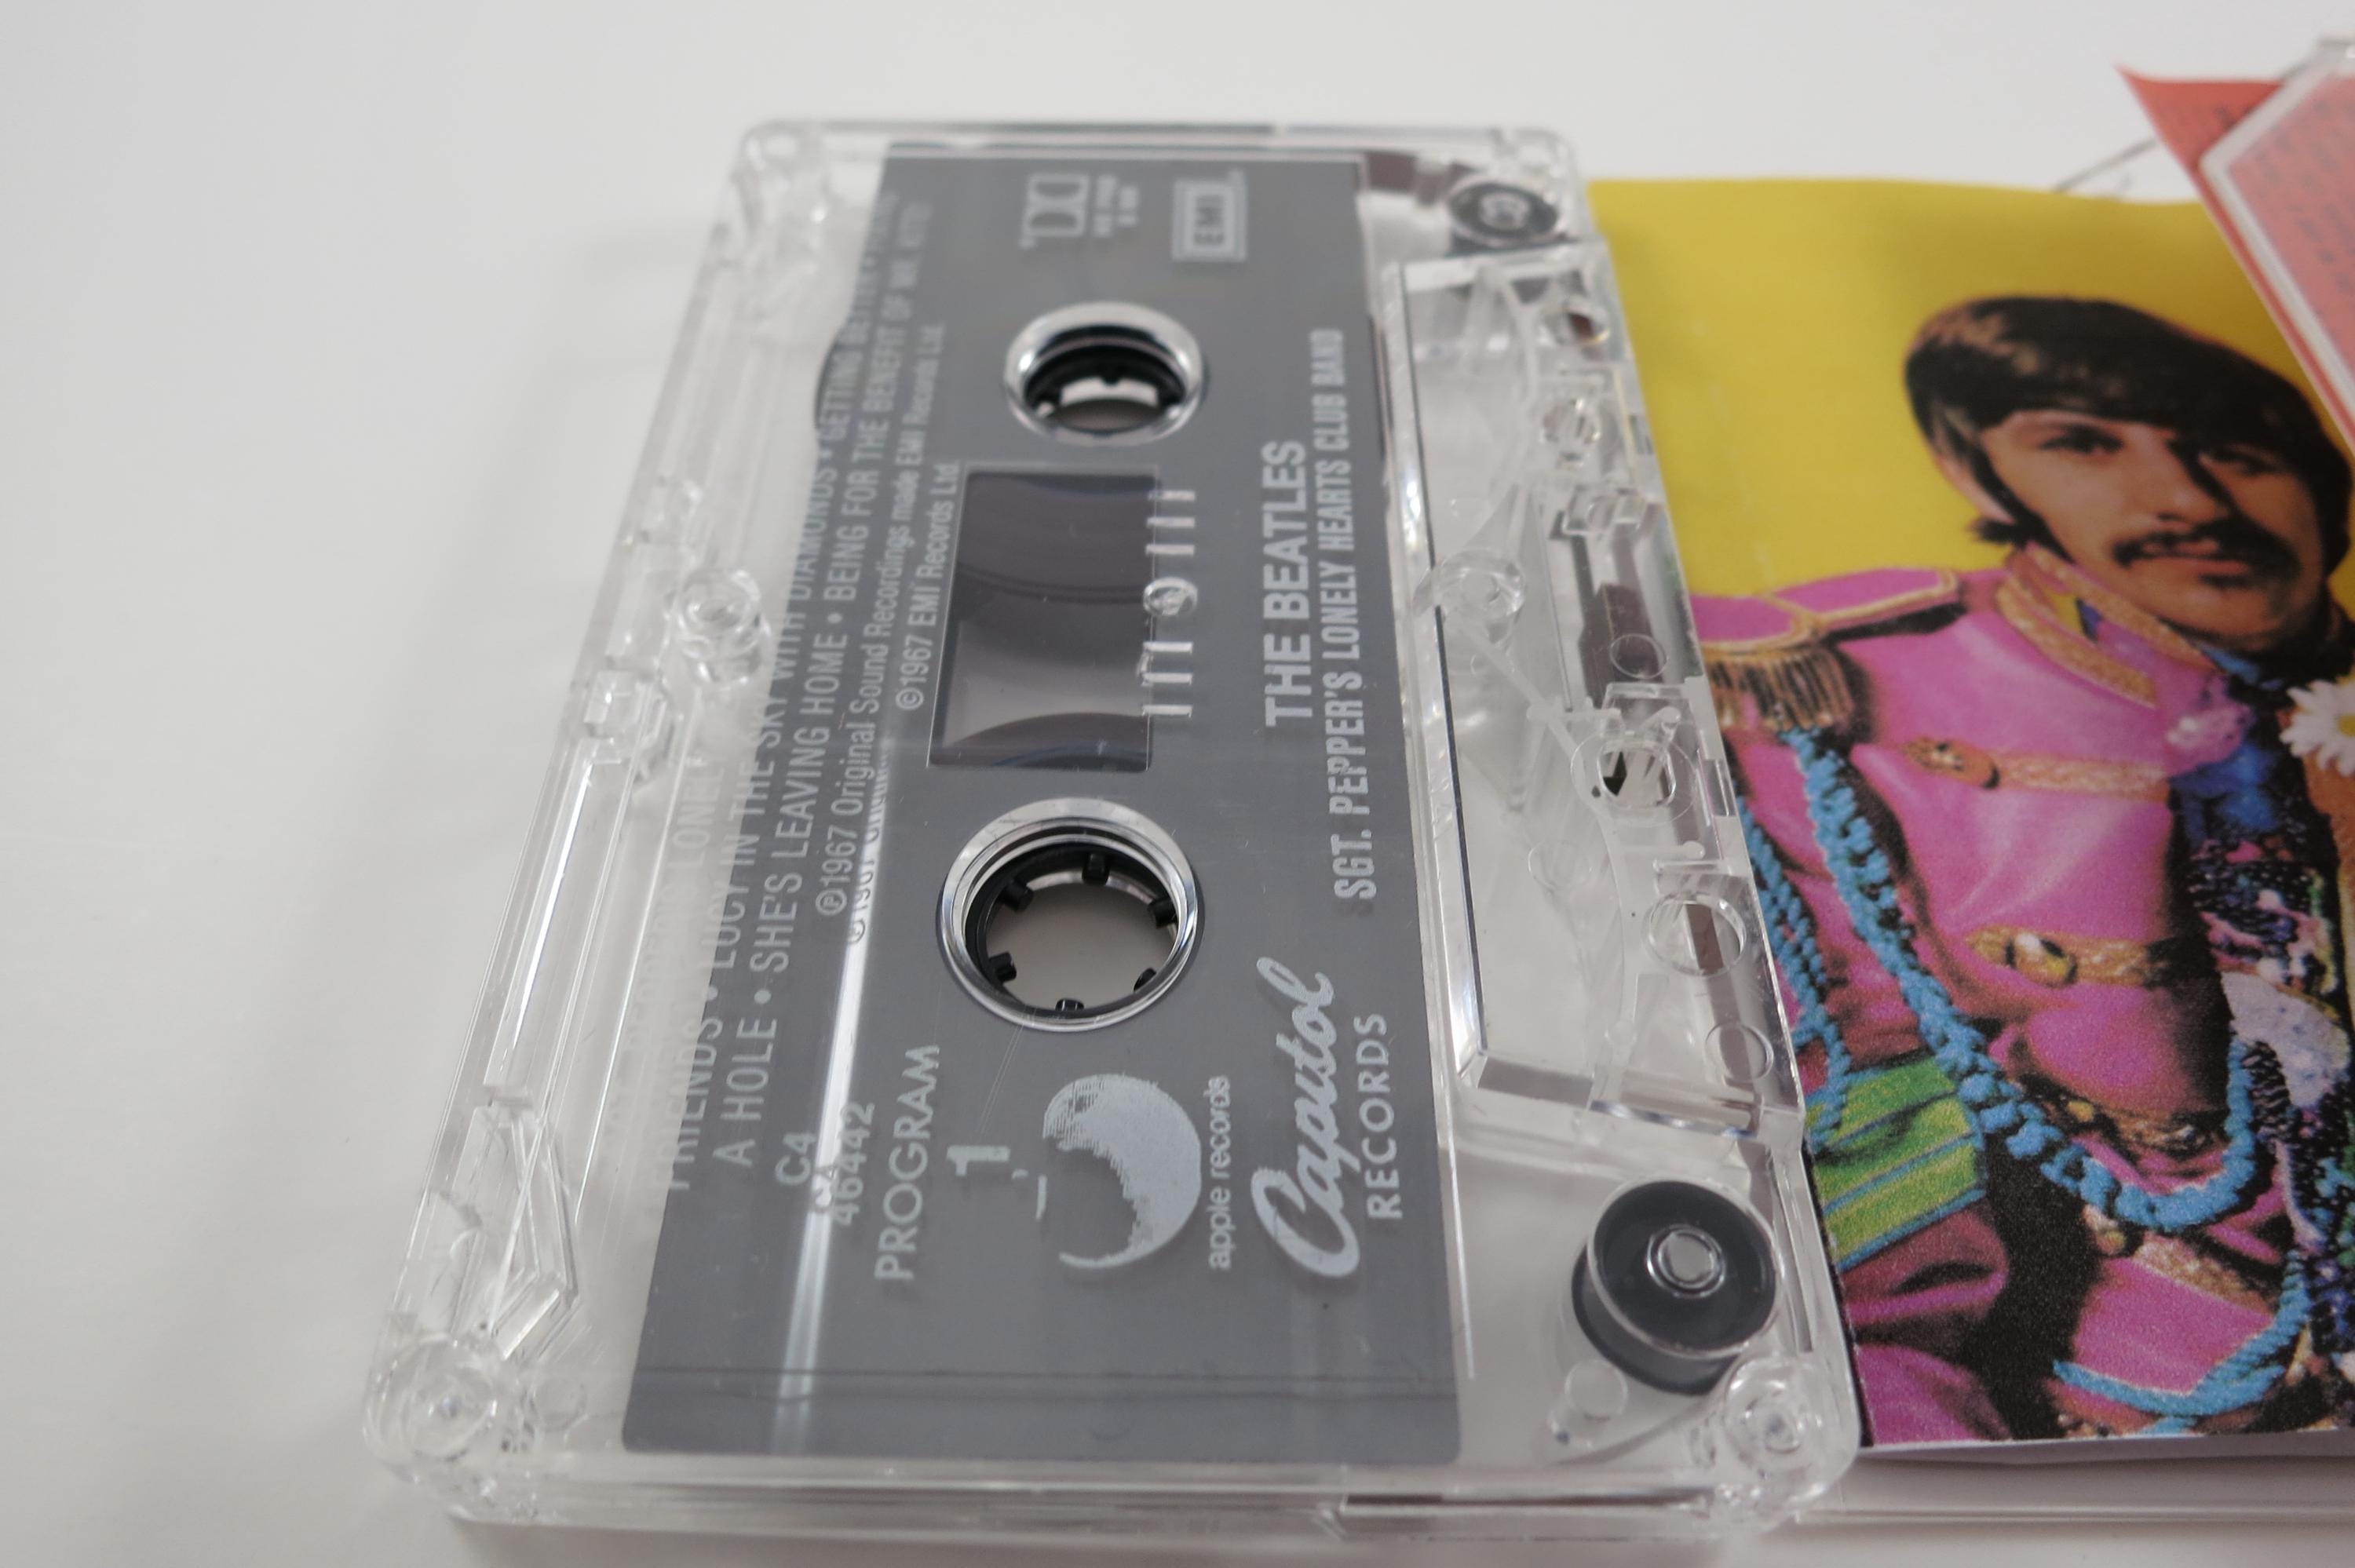 THE BEATLES
SGT. PEPPER'S LONELY HEARTS CLUB BAND
EMI
Capitol
RECORDS
apple records
PROGRAM
1
C4
46442
LONELY
FRIENDS • LUCY IN THE SKY WITH DIAMONDS • GETTING BETTER •
A HOLE • SHE'S LEAVING HOME • BEING FOR THE BENEFIT OF MR. KITE!
℗1967 Original Sound Recordings made EMI Records Ltd.
©1967 EMI Records Ltd.